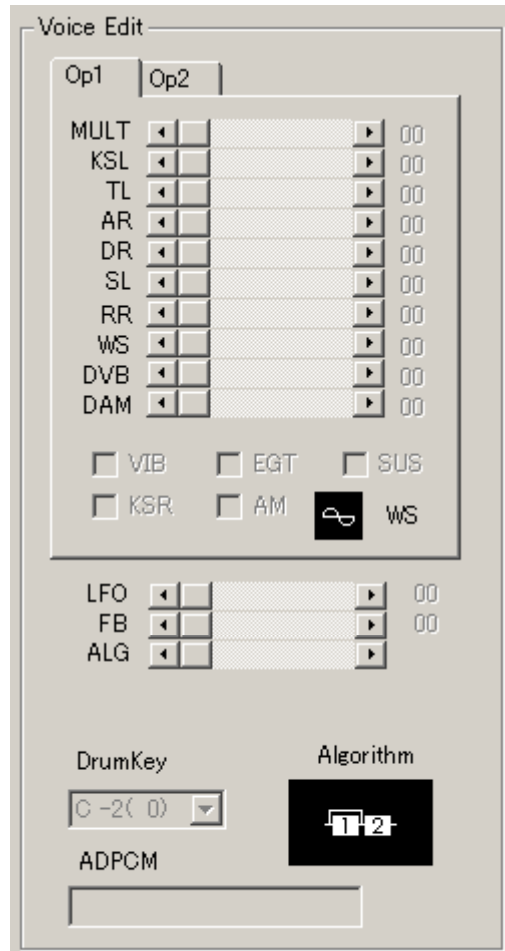 Voice Edit
Op1 Op2
MULT 00
KSL 00
TL 00
AR 00
DR 00
SL 00
RR 00
WS 00
DVB 00
DAM 00
VIB EGT SUS
KSR AM WS
LFO 00
FB 00
ALG
DrumKey Algorithm
C -2( 0) 1 2
ADPCM